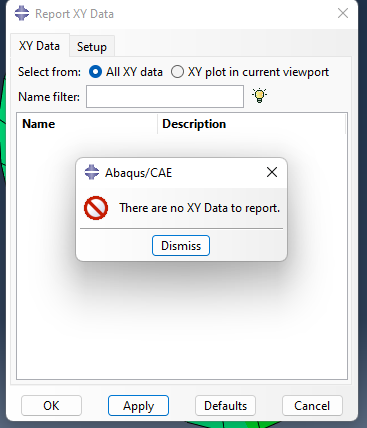 Report XY Data
XY Data Setup
Select from: All XY data XY plot in current viewport
Name filter:
Name Description
Abaqus/CAE
There are no XY Data to report.
Dismiss
OK Apply Defaults Cancel